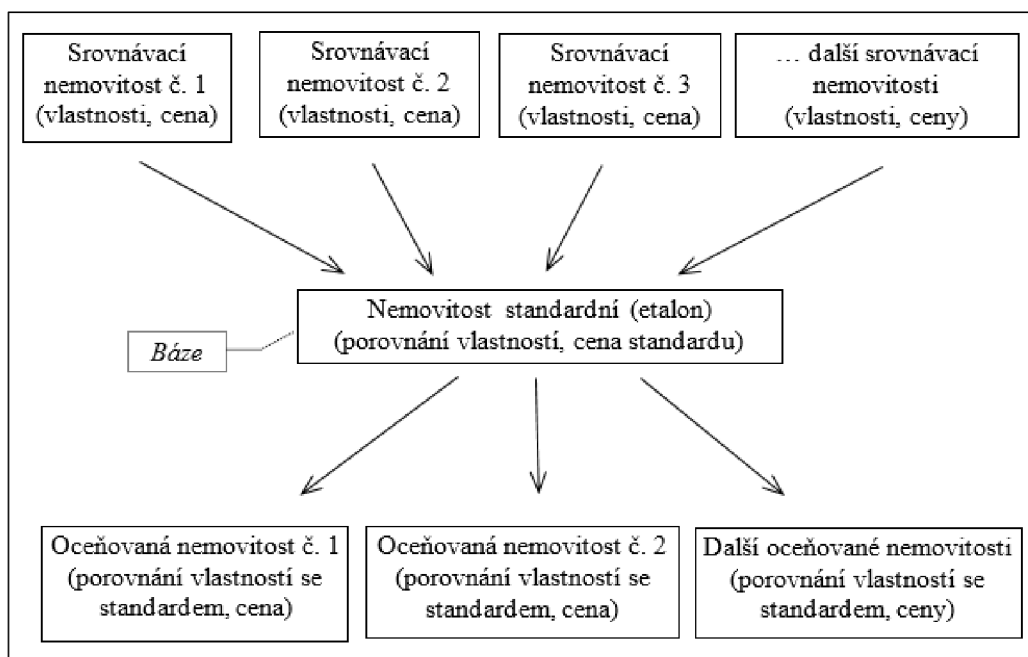 Srovnávací
nemovitost č. 1
(vlastnosti, cena)
Srovnávací
nemovitost č. 2
(vlastnosti, cena)
Srovnávací
nemovitost č. 3
(vlastnosti, cena)
… další srovnávací
nemovitosti
(vlastnosti, ceny)
Nemovitost standardní (etalon)
(porovnání vlastností, cena standardu)
Báze
Oceňovaná nemovitost č. 1
(porovnání vlastností se
standardem, cena)
Oceňovaná nemovitost č. 2
(porovnání vlastností se
standardem, cena)
Další oceňované nemovitosti
(porovnání vlastností se
standardem, ceny)